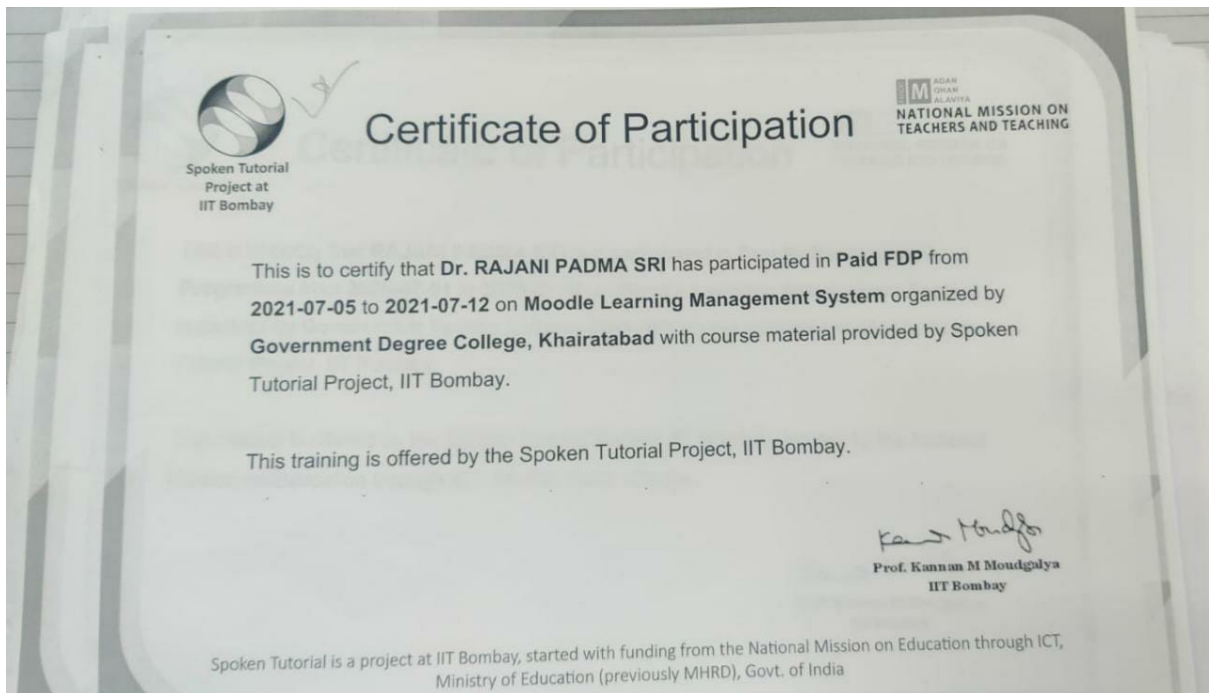 Spoken Tutorial
Project at
IIT Bombay
Certificate of Participation
M
ADAN
OHAN
ALAVIYA
NATIONAL MISSION ON
TEACHERS AND TEACHING
This is to certify that Dr. RAJANI PADMA SRI has participated in Paid FDP from
2021-07-05 to 2021-07-12 on Moodle Learning Management System organized by
Government Degree College, Khairatabad with course material provided by Spoken
Tutorial Project, IIT Bombay.
This training is offered by the Spoken Tutorial Project, IIT Bombay.
Prof. Kannan M Moudgalya
IIT Bombay
Spoken Tutorial is a project at IIT Bombay, started with funding from the National Mission on Education through ICT,
Ministry of Education (previously MHRD), Govt. of India